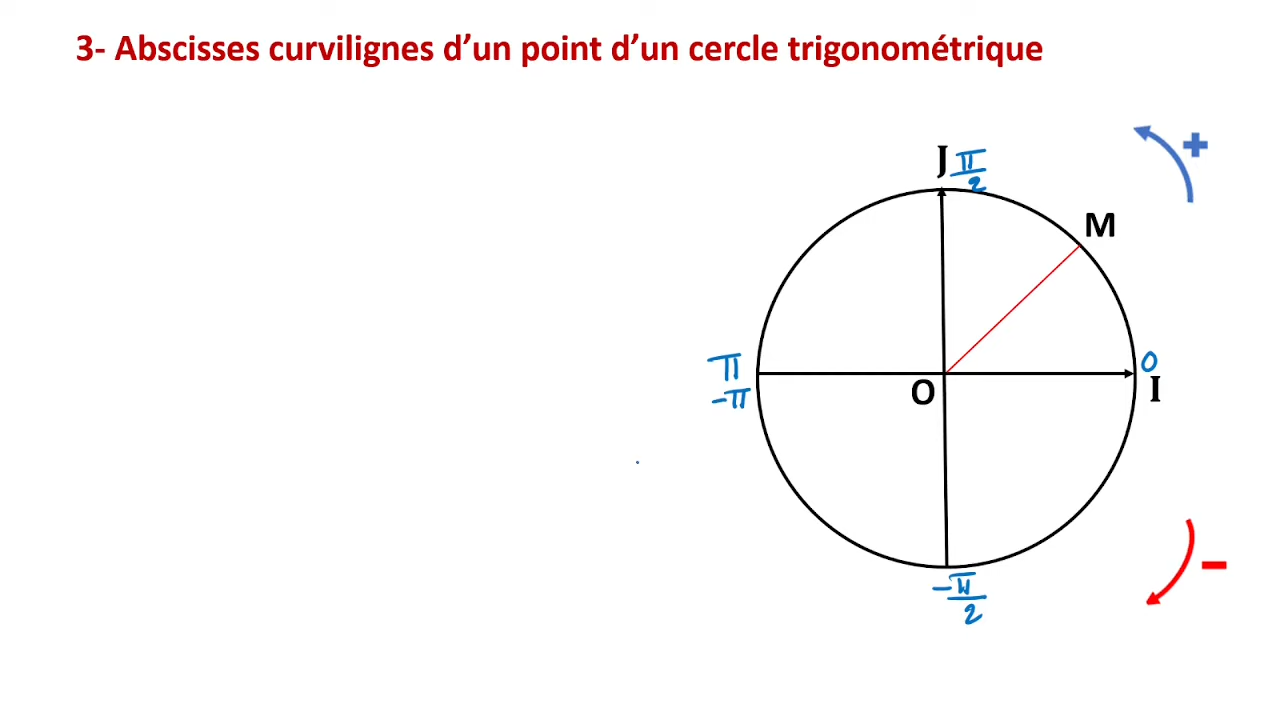 3- Abscisses curvilignes d’un point d’un cercle trigonométrique
J π/2
+
M
π
0
-π
O
I
-
-π/2